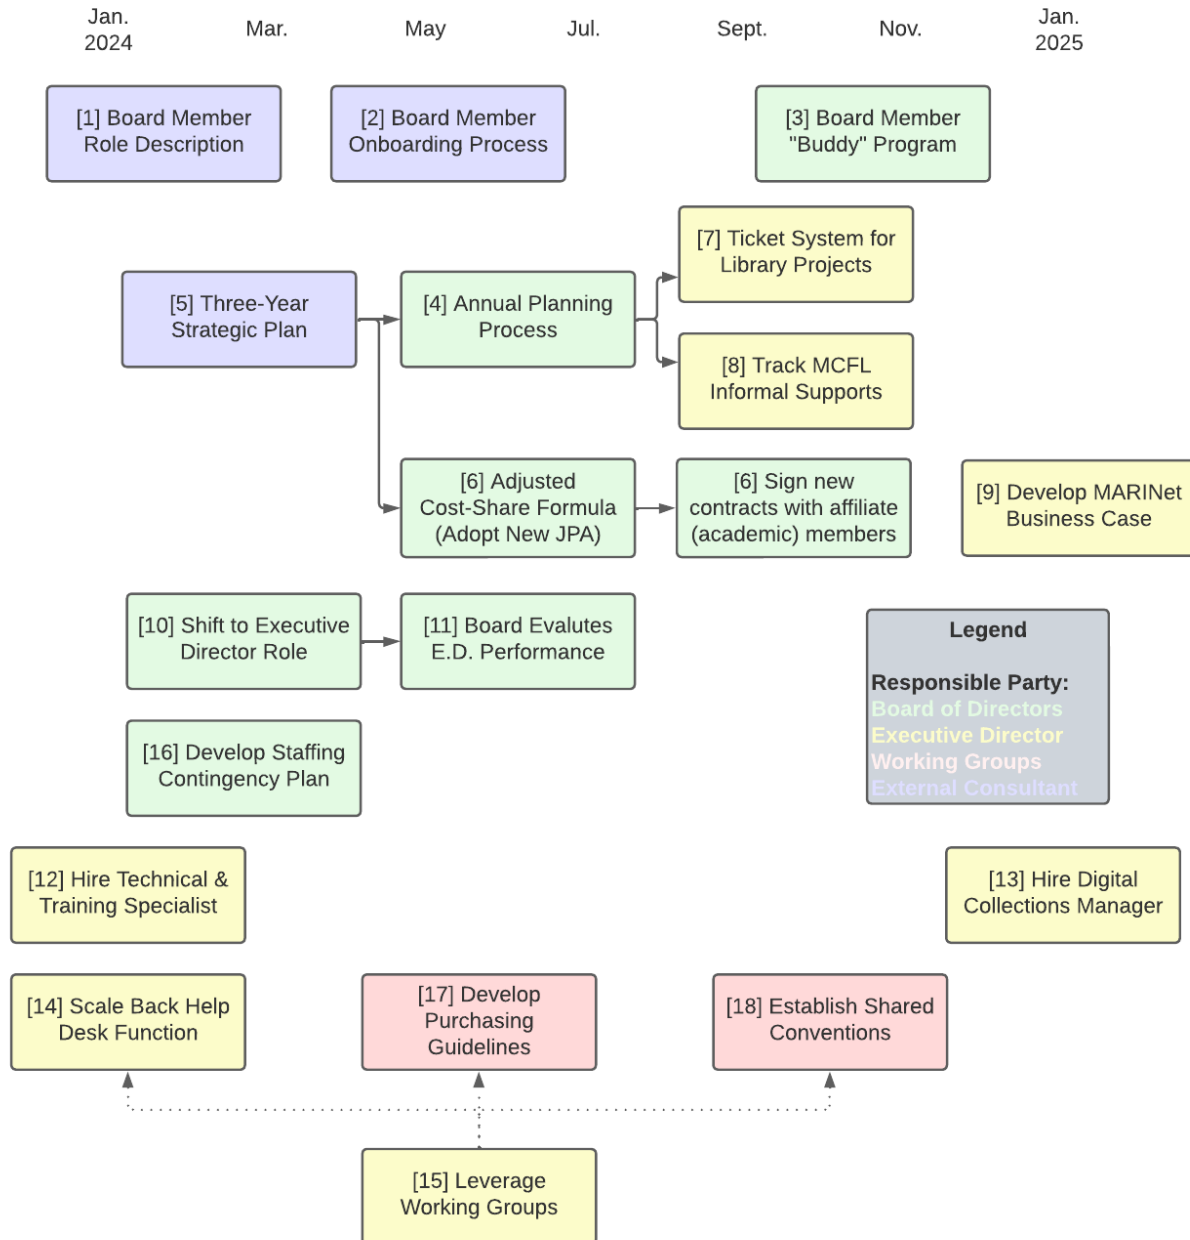 Jan.
2024
Mar.
May
Jul.
Sept.
Nov.
Jan.
2025
[1] Board Member
Role Description
[2] Board Member
Onboarding Process
[3] Board Member
"Buddy" Program
[7] Ticket System for
Library Projects
[5] Three-Year
Strategic Plan
[4] Annual Planning
Process
[8] Track MCFL
Informal Supports
[6] Adjusted
Cost-Share Formula
(Adopt New JPA)
[6] Sign new
contracts with affiliate
(academic) members
[9] Develop MARINet
Business Case
[10] Shift to Executive
Director Role
[11] Board Evalutes
E.D. Performance
Legend
Responsible Party:
Board of Directors
Executive Director
Working Groups
External Consultant
[16] Develop Staffing
Contingency Plan
[12] Hire Technical &
Training Specialist
[13] Hire Digital
Collections Manager
[14] Scale Back Help
Desk Function
[17] Develop
Purchasing
Guidelines
[18] Establish Shared
Conventions
[15] Leverage
Working Groups